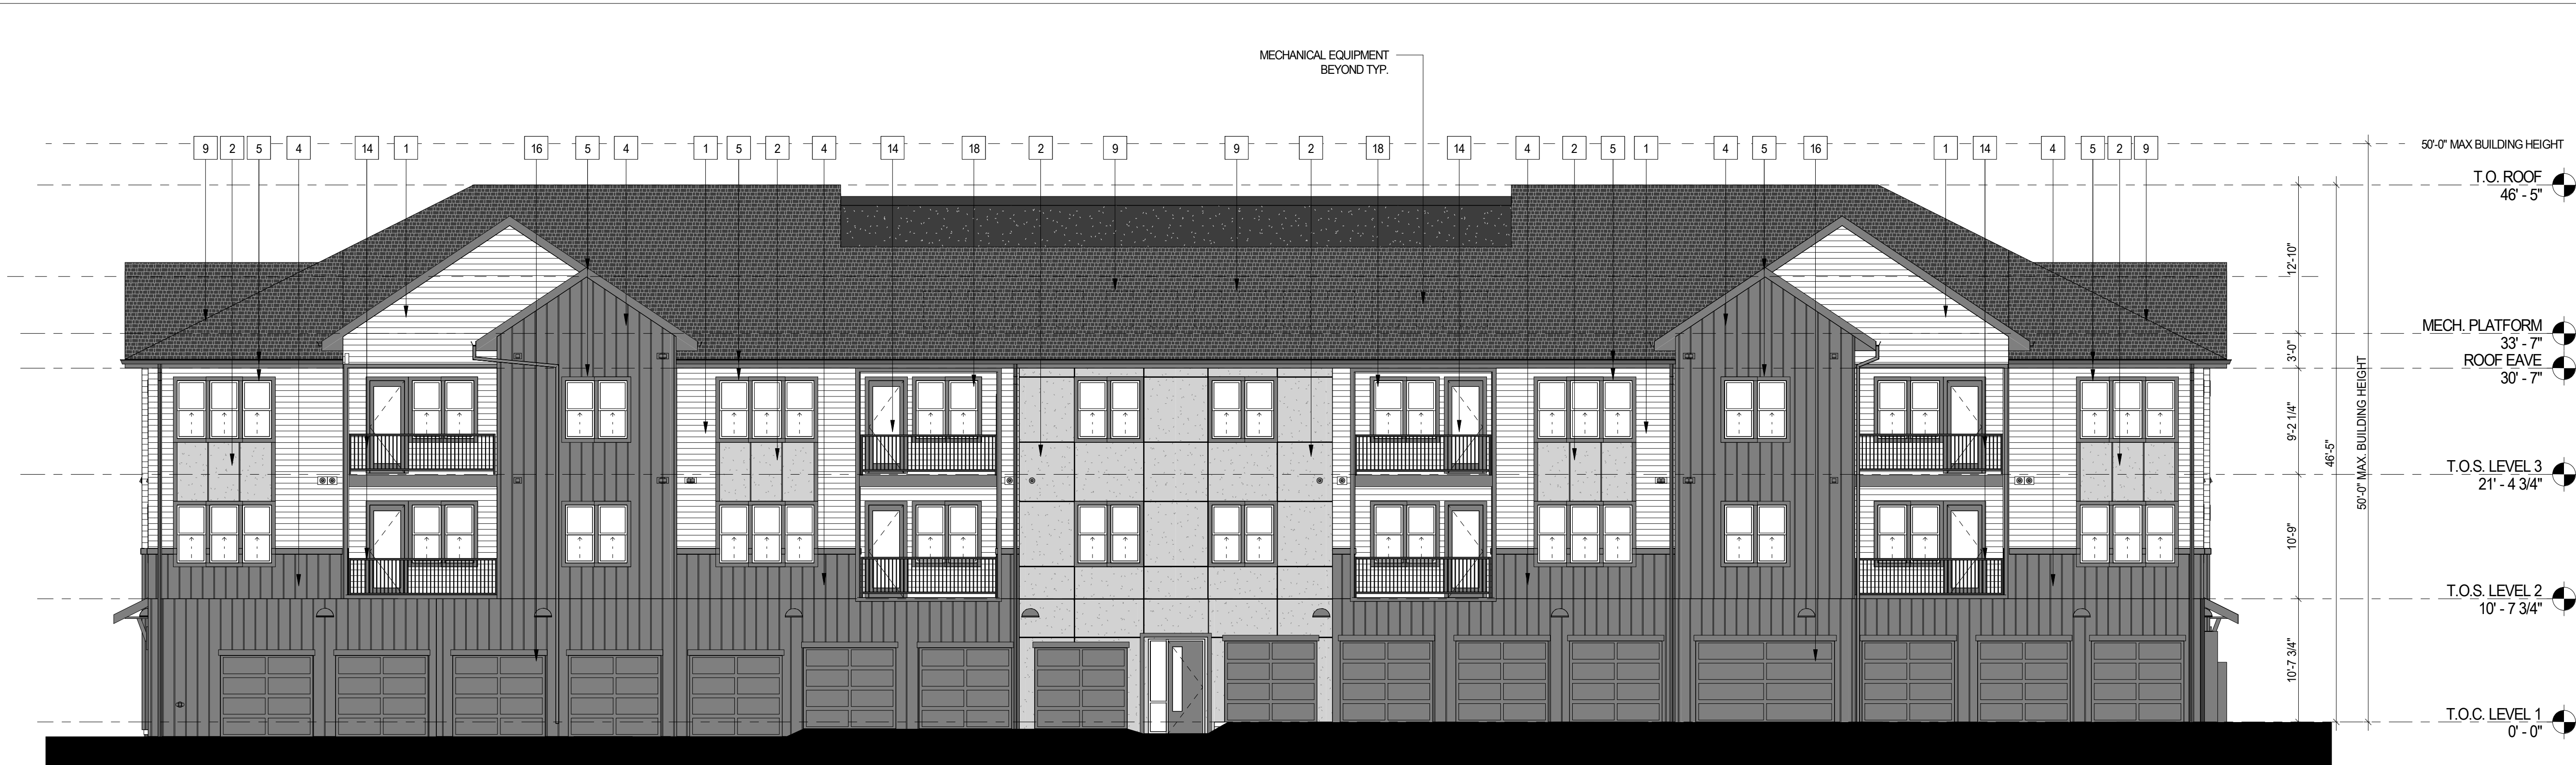 MECHANICAL EQUIPMENT
BEYOND TYP.
9 2 5 4 14 1 16 5 4 1 5 2 4 14 18 2 9 9 2 18 14 4 2 5 1 4 5 16 1 14 4 5 2 9
50'-0" MAX BUILDING HEIGHT
T.O. ROOF
46' - 5"
12'-10"
MECH. PLATFORM
33' - 7"
3'-0"
ROOF EAVE
30' - 7"
9'-2 1/4"
46'-5"
50'-0" MAX. BUILDING HEIGHT
T.O.S. LEVEL 3
21' - 4 3/4"
10'-9"
T.O.S. LEVEL 2
10' - 7 3/4"
10'-7 3/4"
T.O.C. LEVEL 1
0' - 0"